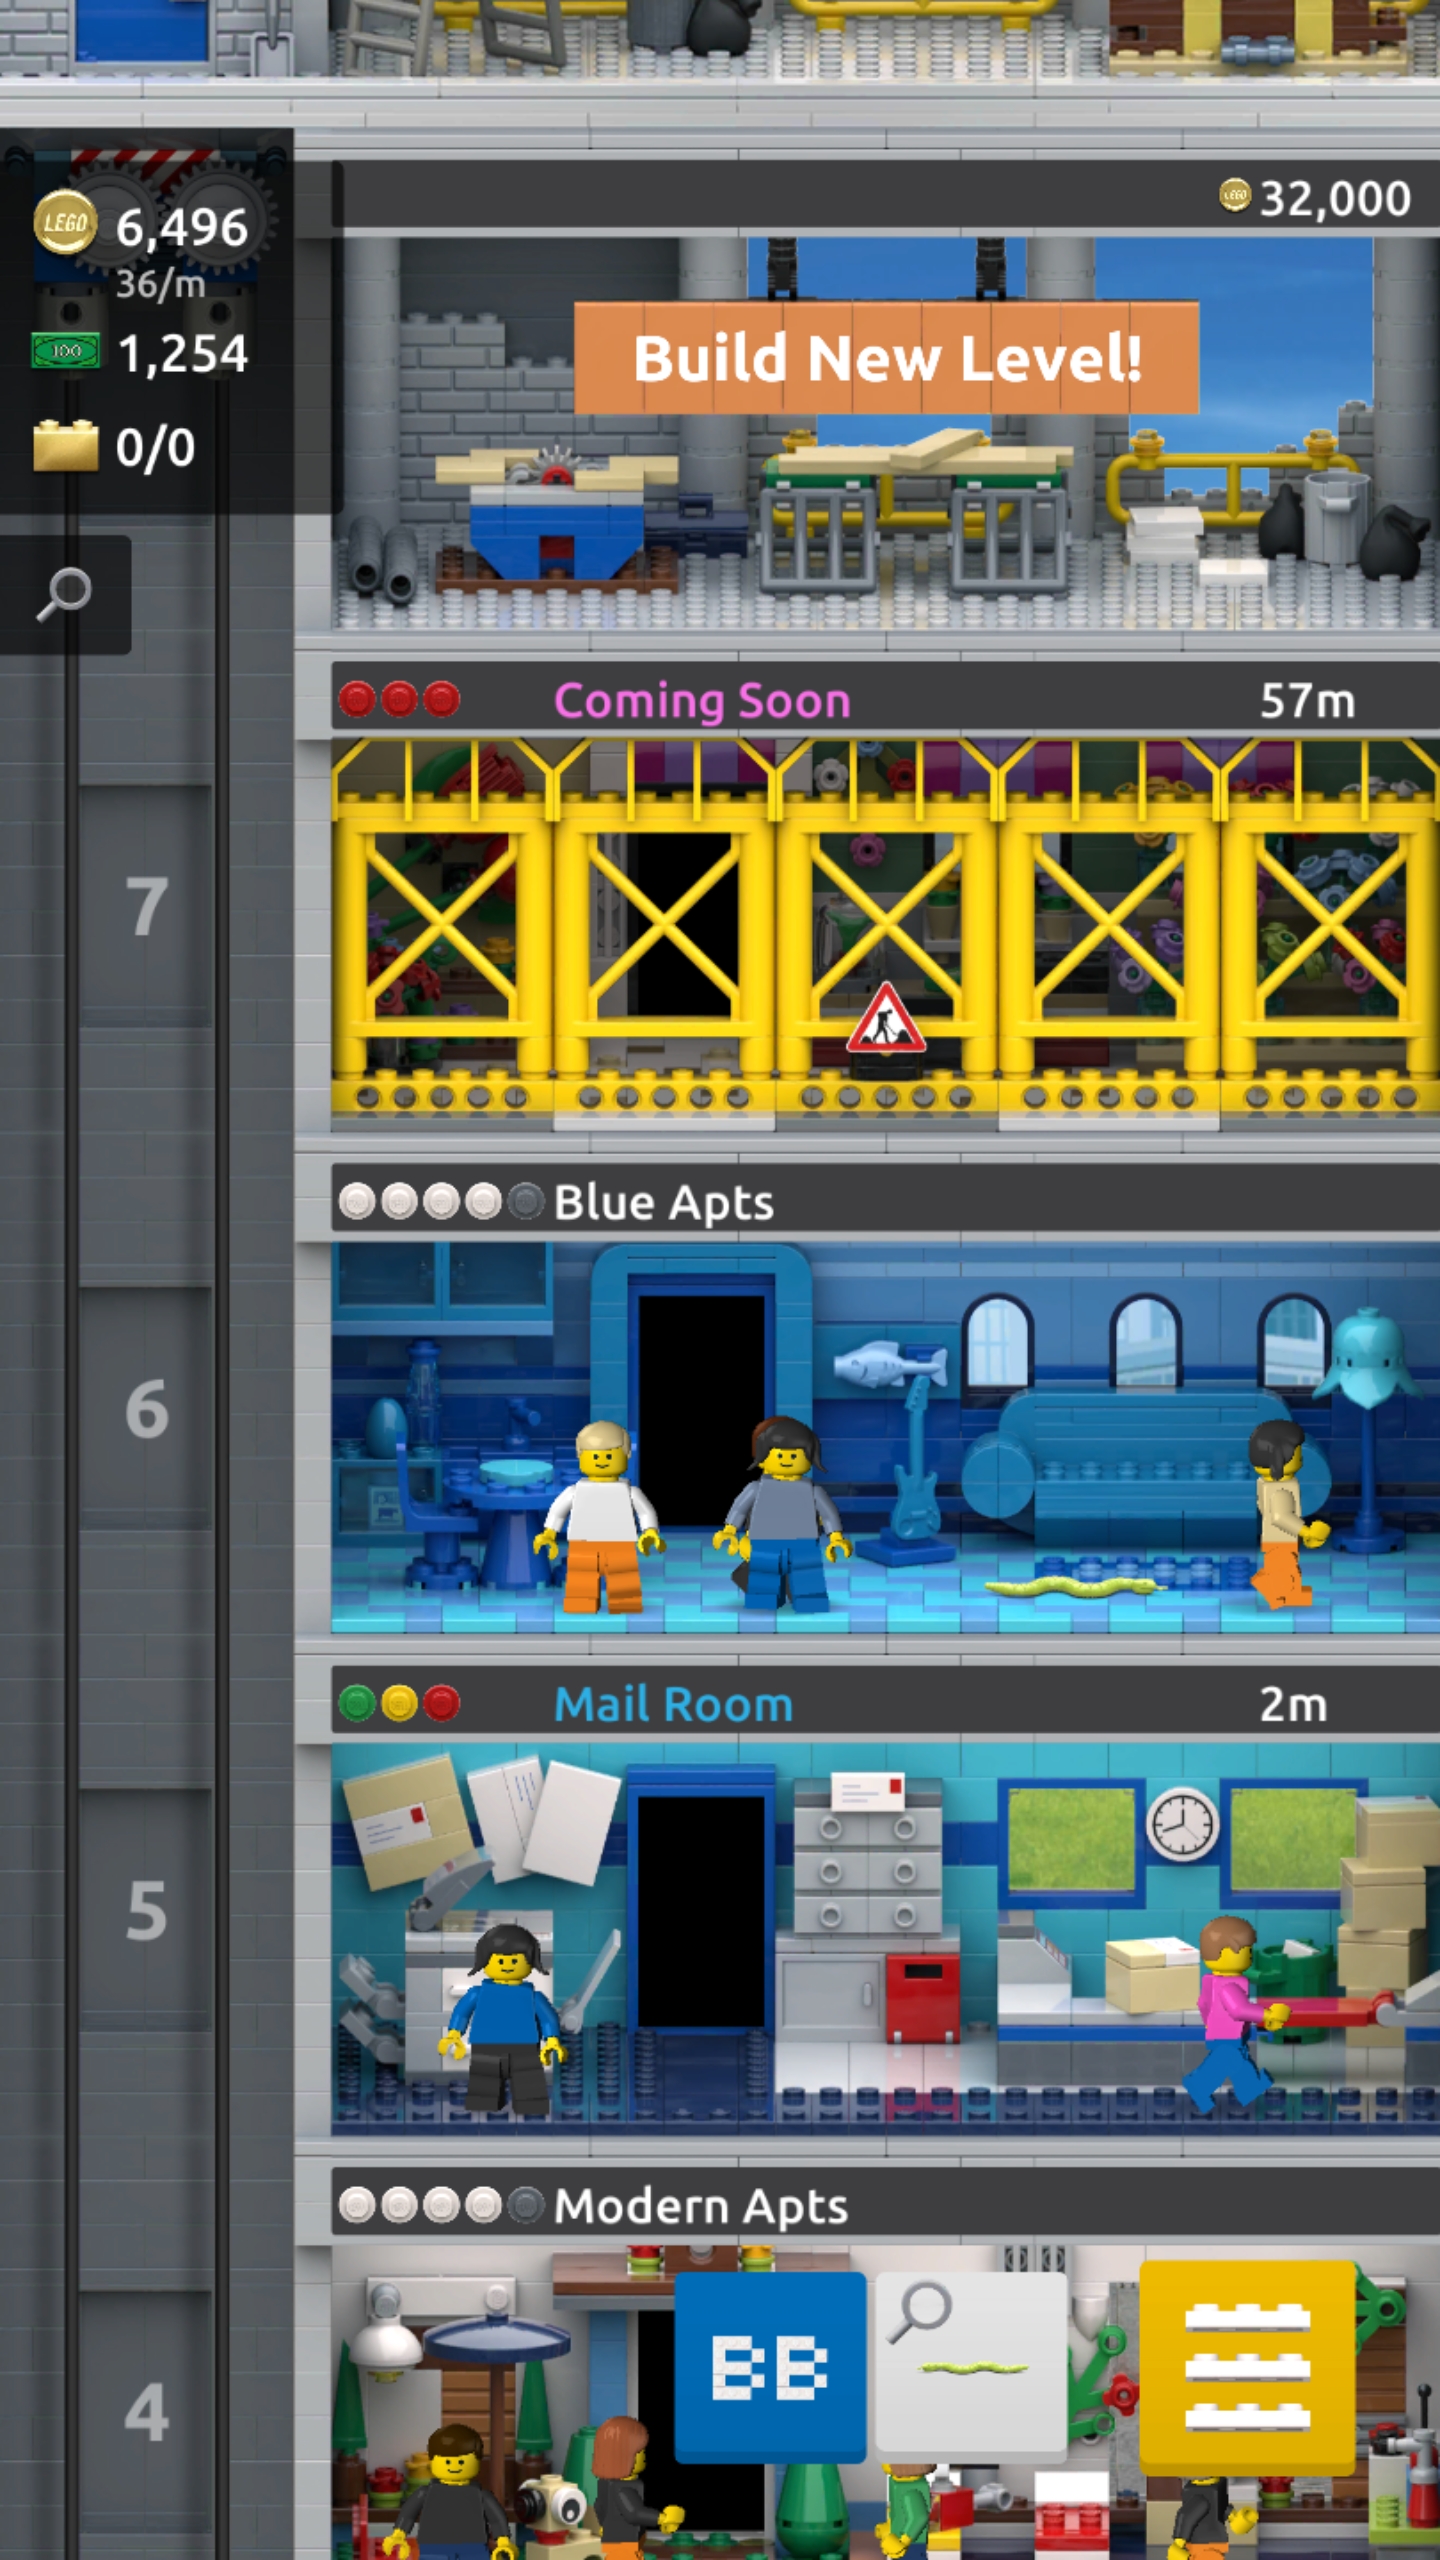 32,000
LEGO 6,496
36/m
100 1,254
0/0
Build New Level!
Coming Soon 57m
7
Blue Apts
6
Mail Room 2m
5
Modern Apts
BB
4